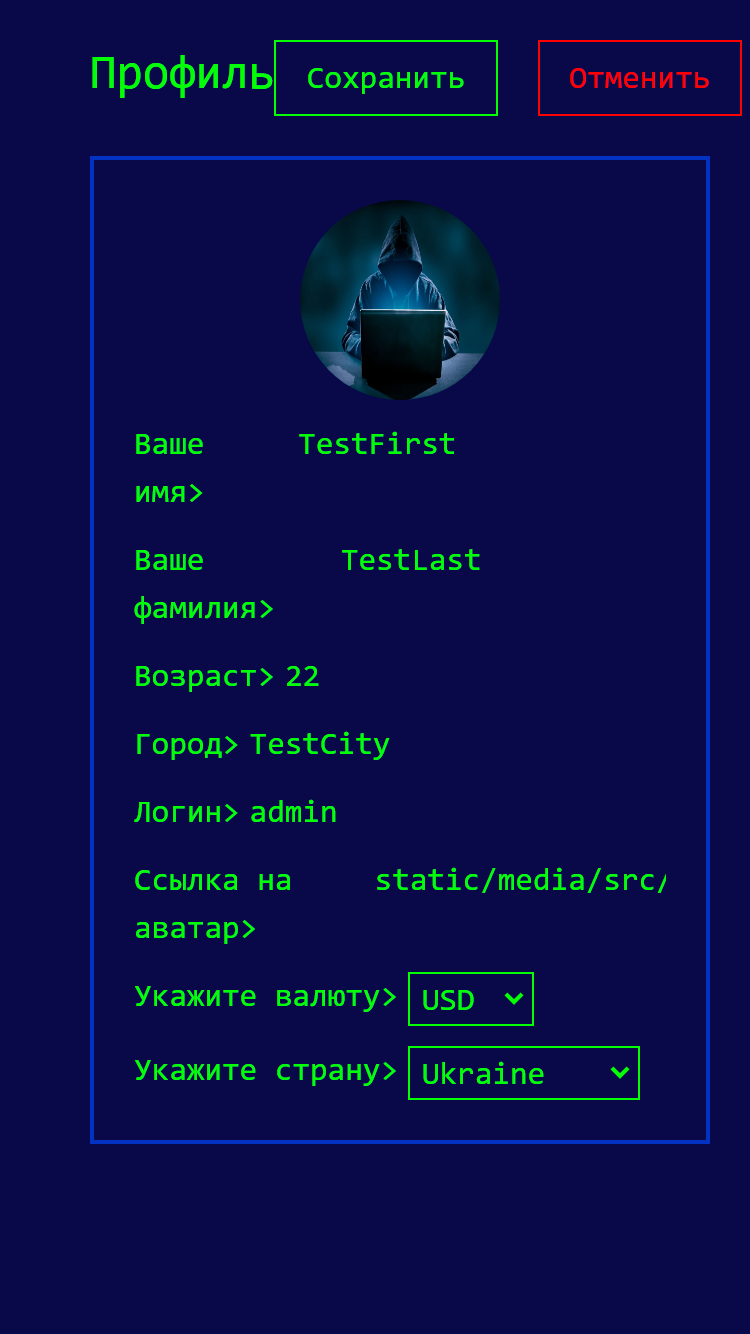 Профиль Сохранить Отменить
Ваше TestFirst
имя>
Ваше TestLast
фамилия>
Возраст> 22
Город> TestCity
Логин> admin
Ссылка на static/media/src/
аватар>
Укажите валюту> USD
Укажите страну> Ukraine